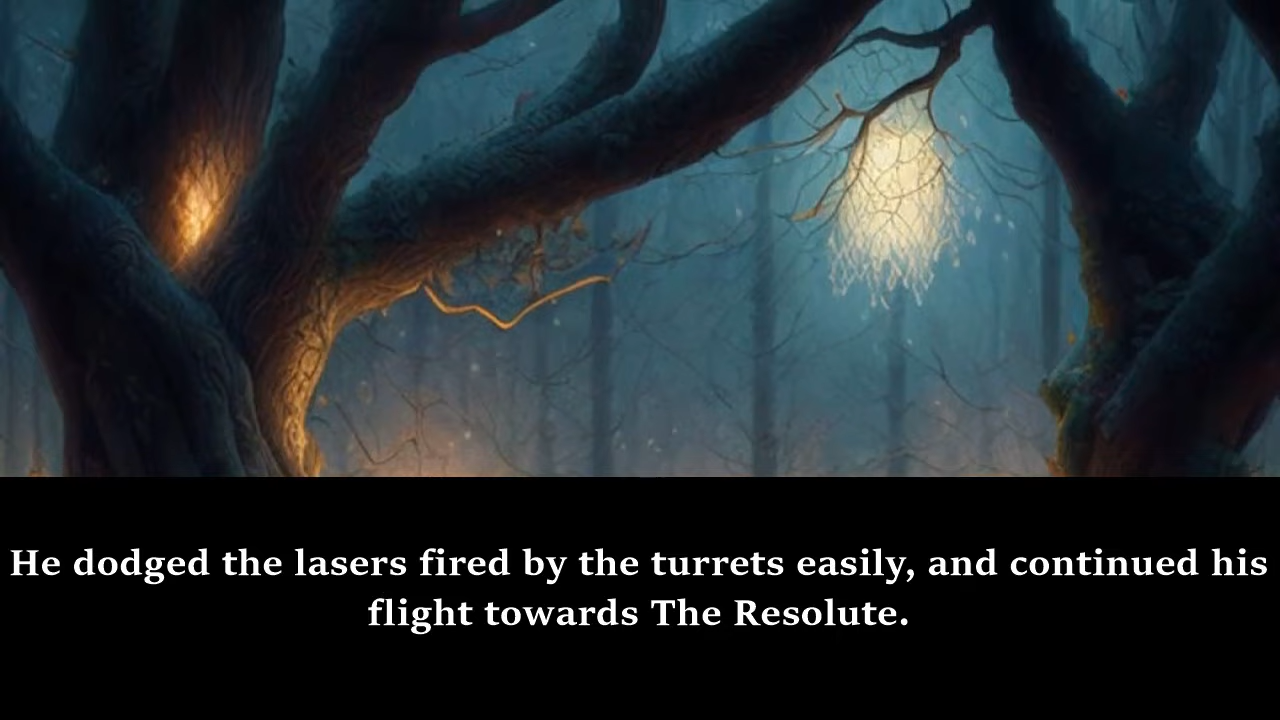 He dodged the lasers fired by the turrets easily, and continued his
flight towards The Resolute.